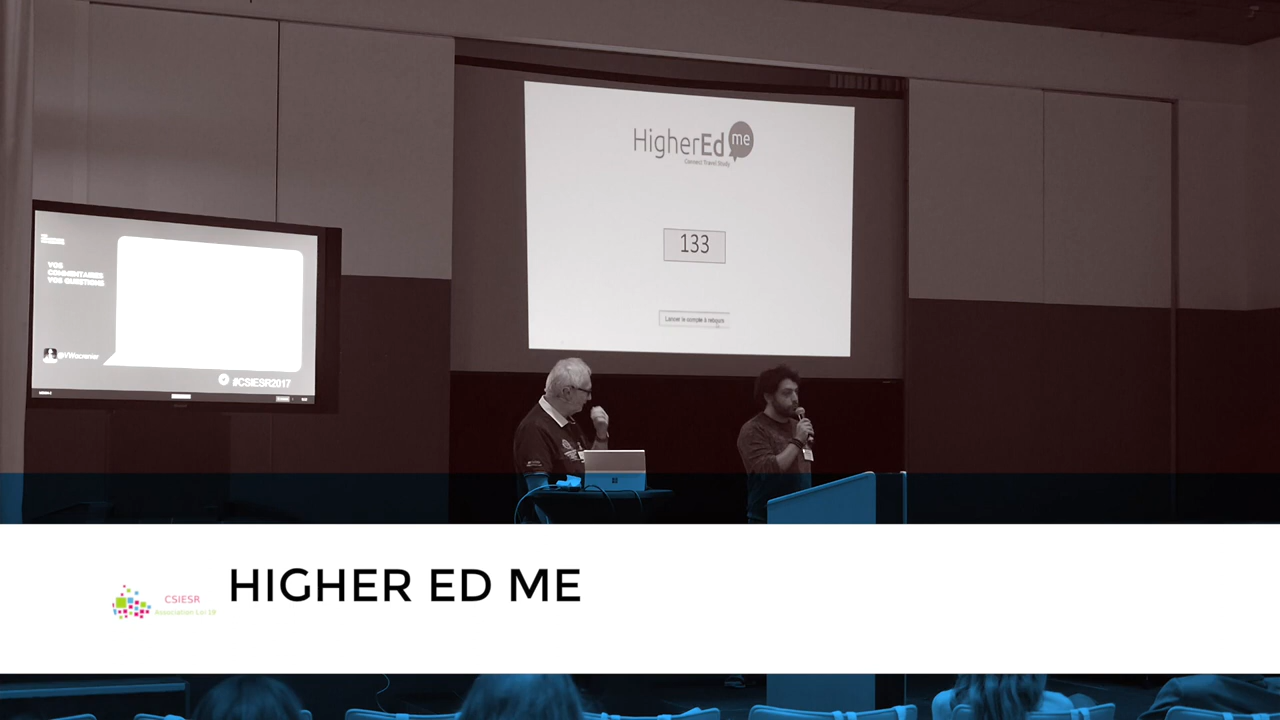 HigherEd me
Connect Travel Study
133
Lancer le compte à rebours
VOS
COMMENTAIRES
VOS QUESTIONS
@VWacrenier
#CSIESR2017
HIGHER ED ME
CSIESR
Association Loi 1901